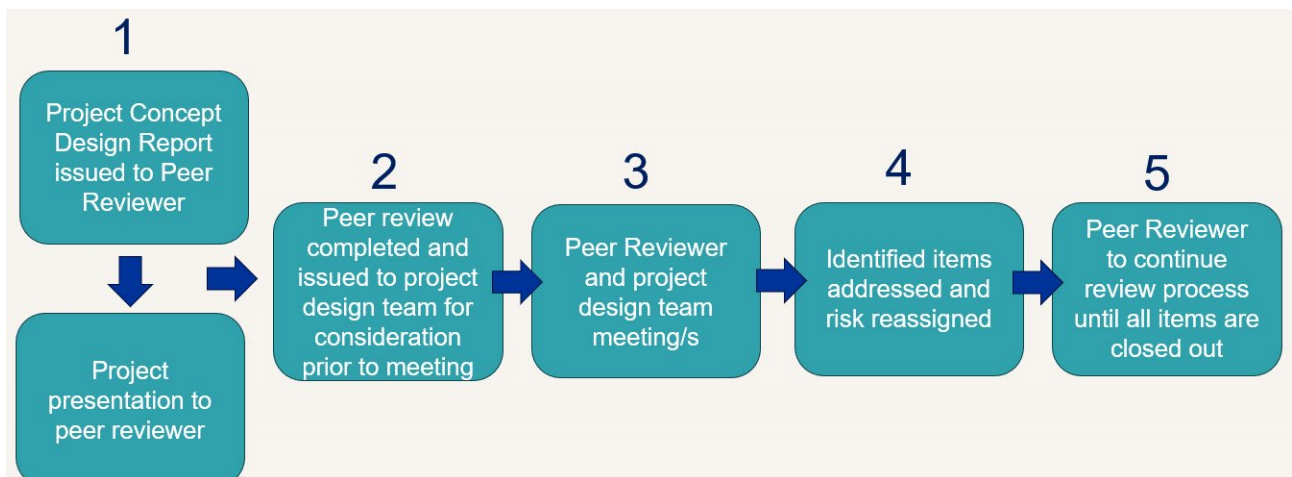 1
Project Concept
Design Report
issued to Peer
Reviewer
Project
presentation to
peer reviewer
2
Peer review
completed and
issued to project
design team for
consideration
prior to meeting
3
Peer Reviewer
and project
design team
meeting/s
4
Identified items
addressed and
risk reassigned
5
Peer Reviewer
to continue
review process
until all items are
closed out